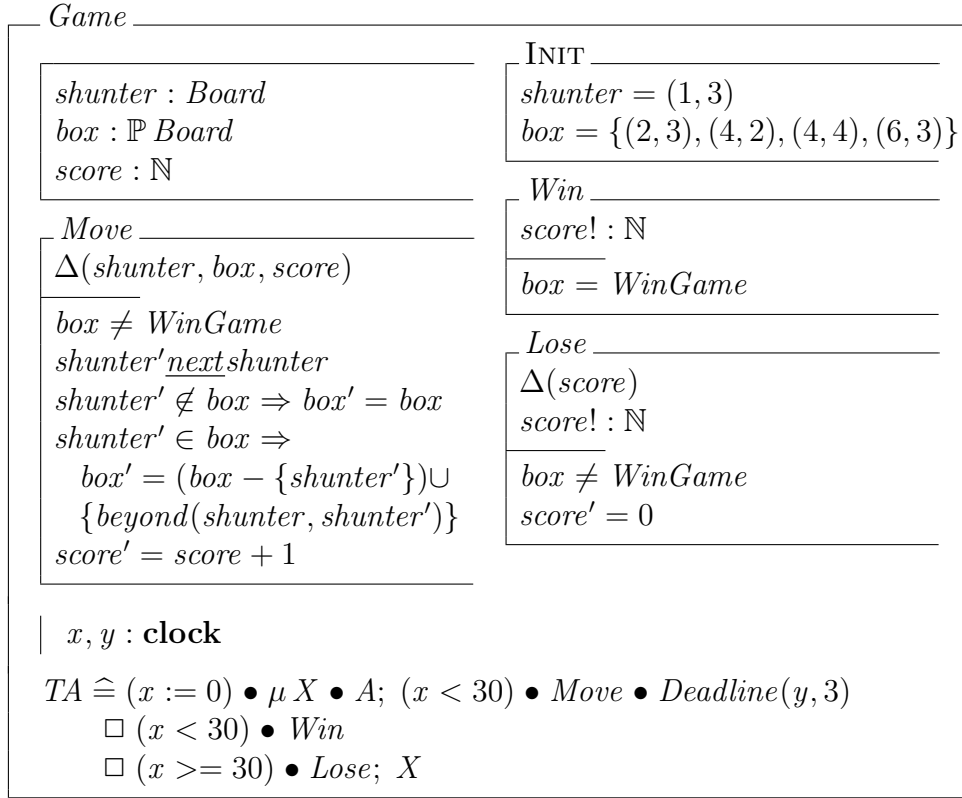 Game
shunter : Board
box : ℙ Board
score : ℕ
Move
Δ(shunter, box, score)
box ≠ WinGame
shunter′ next shunter
shunter′ ∉ box ⇒ box′ = box
shunter′ ∈ box ⇒
box′ = (box − {shunter′})∪
{beyond(shunter, shunter′)}
score′ = score + 1
INIT
shunter = (1, 3)
box = {(2, 3), (4, 2), (4, 4), (6, 3)}
Win
score! : ℕ
box = WinGame
Lose
Δ(score)
score! : ℕ
box ≠ WinGame
score′ = 0
x, y : clock
TA ≙ (x := 0) • μ X • A; (x < 30) • Move • Deadline(y, 3)
□ (x < 30) • Win
□ (x >= 30) • Lose; X